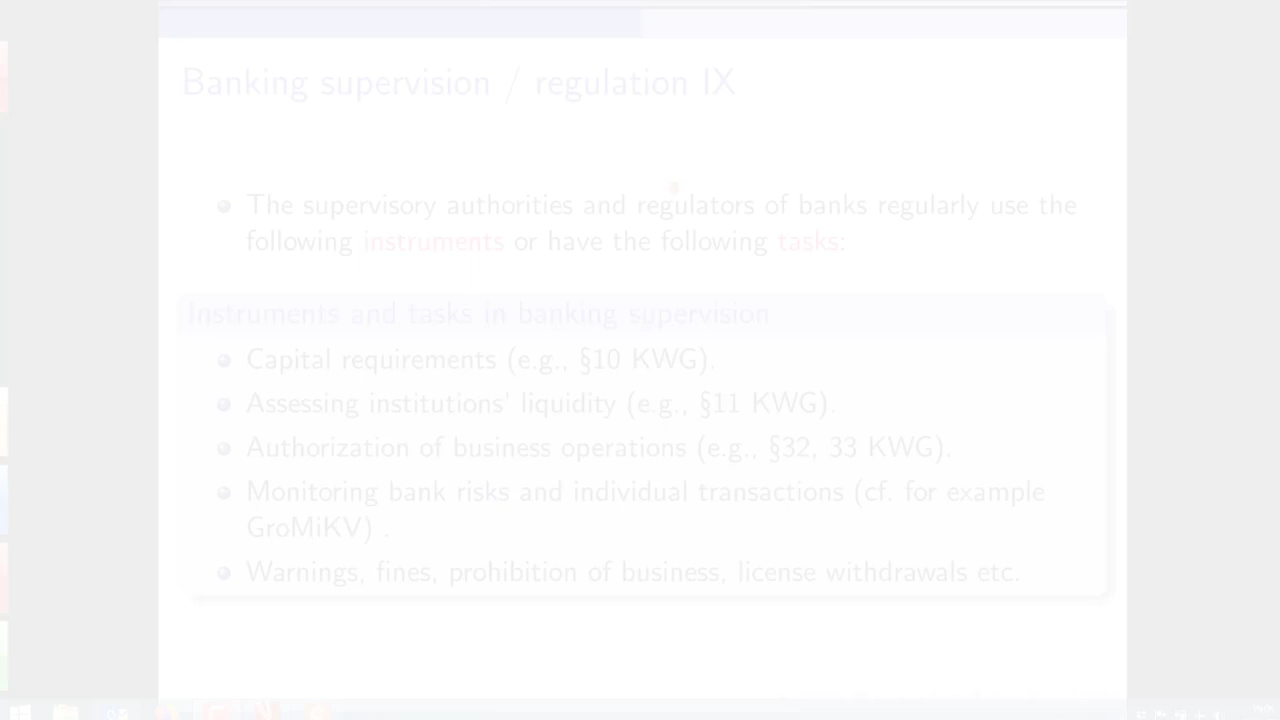 Banking supervision / regulation IX
The supervisory authorities and regulators of banks regularly use the
following instruments or have the following tasks:
Instruments and tasks in banking supervision
Capital requirements (e.g., §10 KWG).
Assessing institutions' liquidity (e.g., §11 KWG).
Authorization of business operations (e.g., §32, 33 KWG).
Monitoring bank risks and individual transactions (cf. for example
GroMiKV) .
Warnings, fines, prohibition of business, license withdrawals etc.